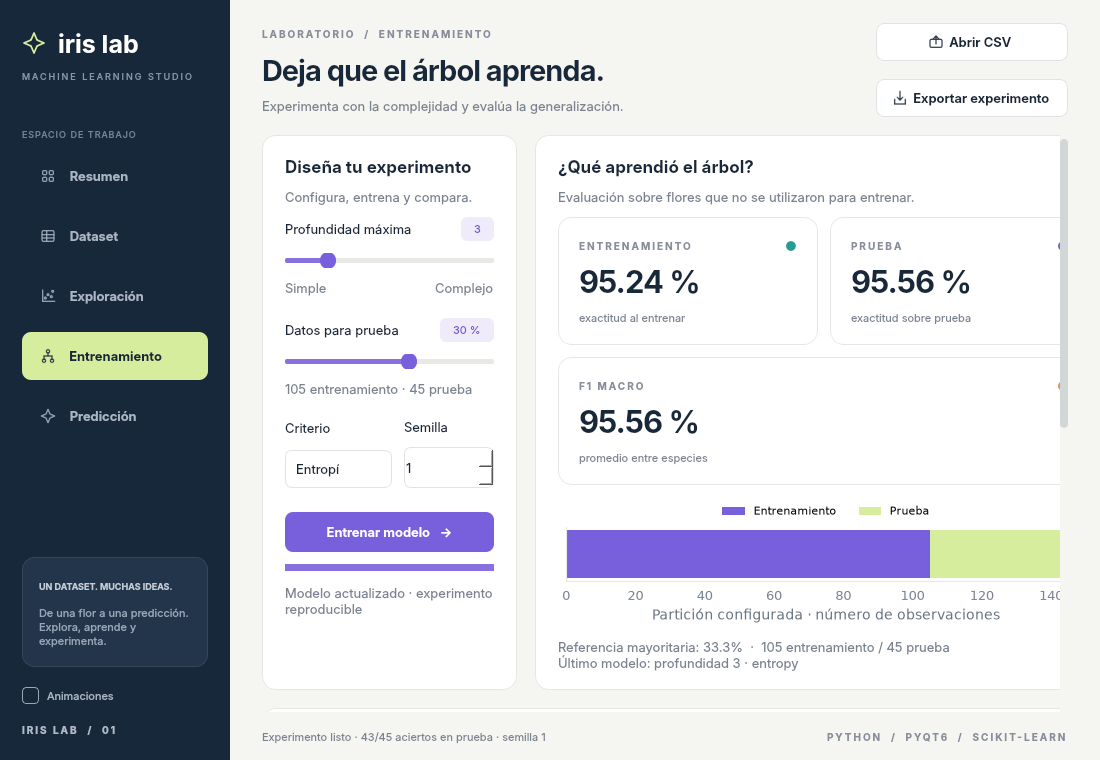 iris lab
MACHINE LEARNING STUDIO
ESPACIO DE TRABAJO
Resumen
Dataset
Exploración
Entrenamiento
Predicción
UN DATASET. MUCHAS IDEAS.
De una flor a una predicción.
Explora, aprende y
experimenta.
Animaciones
IRIS LAB / 01
LABORATORIO / ENTRENAMIENTO
Deja que el árbol aprenda.
Experimenta con la complejidad y evalúa la generalización.
Abrir CSV
Exportar experimento
Diseña tu experimento
Configura, entrena y compara.
Profundidad máxima 3
Simple Complejo
Datos para prueba 30 %
105 entrenamiento · 45 prueba
Criterio Semilla
Entropí 1
Entrenar modelo →
Modelo actualizado · experimento
reproducible
¿Qué aprendió el árbol?
Evaluación sobre flores que no se utilizaron para entrenar.
ENTRENAMIENTO
95.24 %
exactitud al entrenar
PRUEBA
95.56 %
exactitud sobre prueba
F1 MACRO
95.56 %
promedio entre especies
Entrenamiento Prueba
0 20 40 60 80 100 120 140
Partición configurada · número de observaciones
Referencia mayoritaria: 33.3% · 105 entrenamiento / 45 prueba
Último modelo: profundidad 3 · entropy
Experimento listo · 43/45 aciertos en prueba · semilla 1
PYTHON / PYQT6 / SCIKIT-LEARN